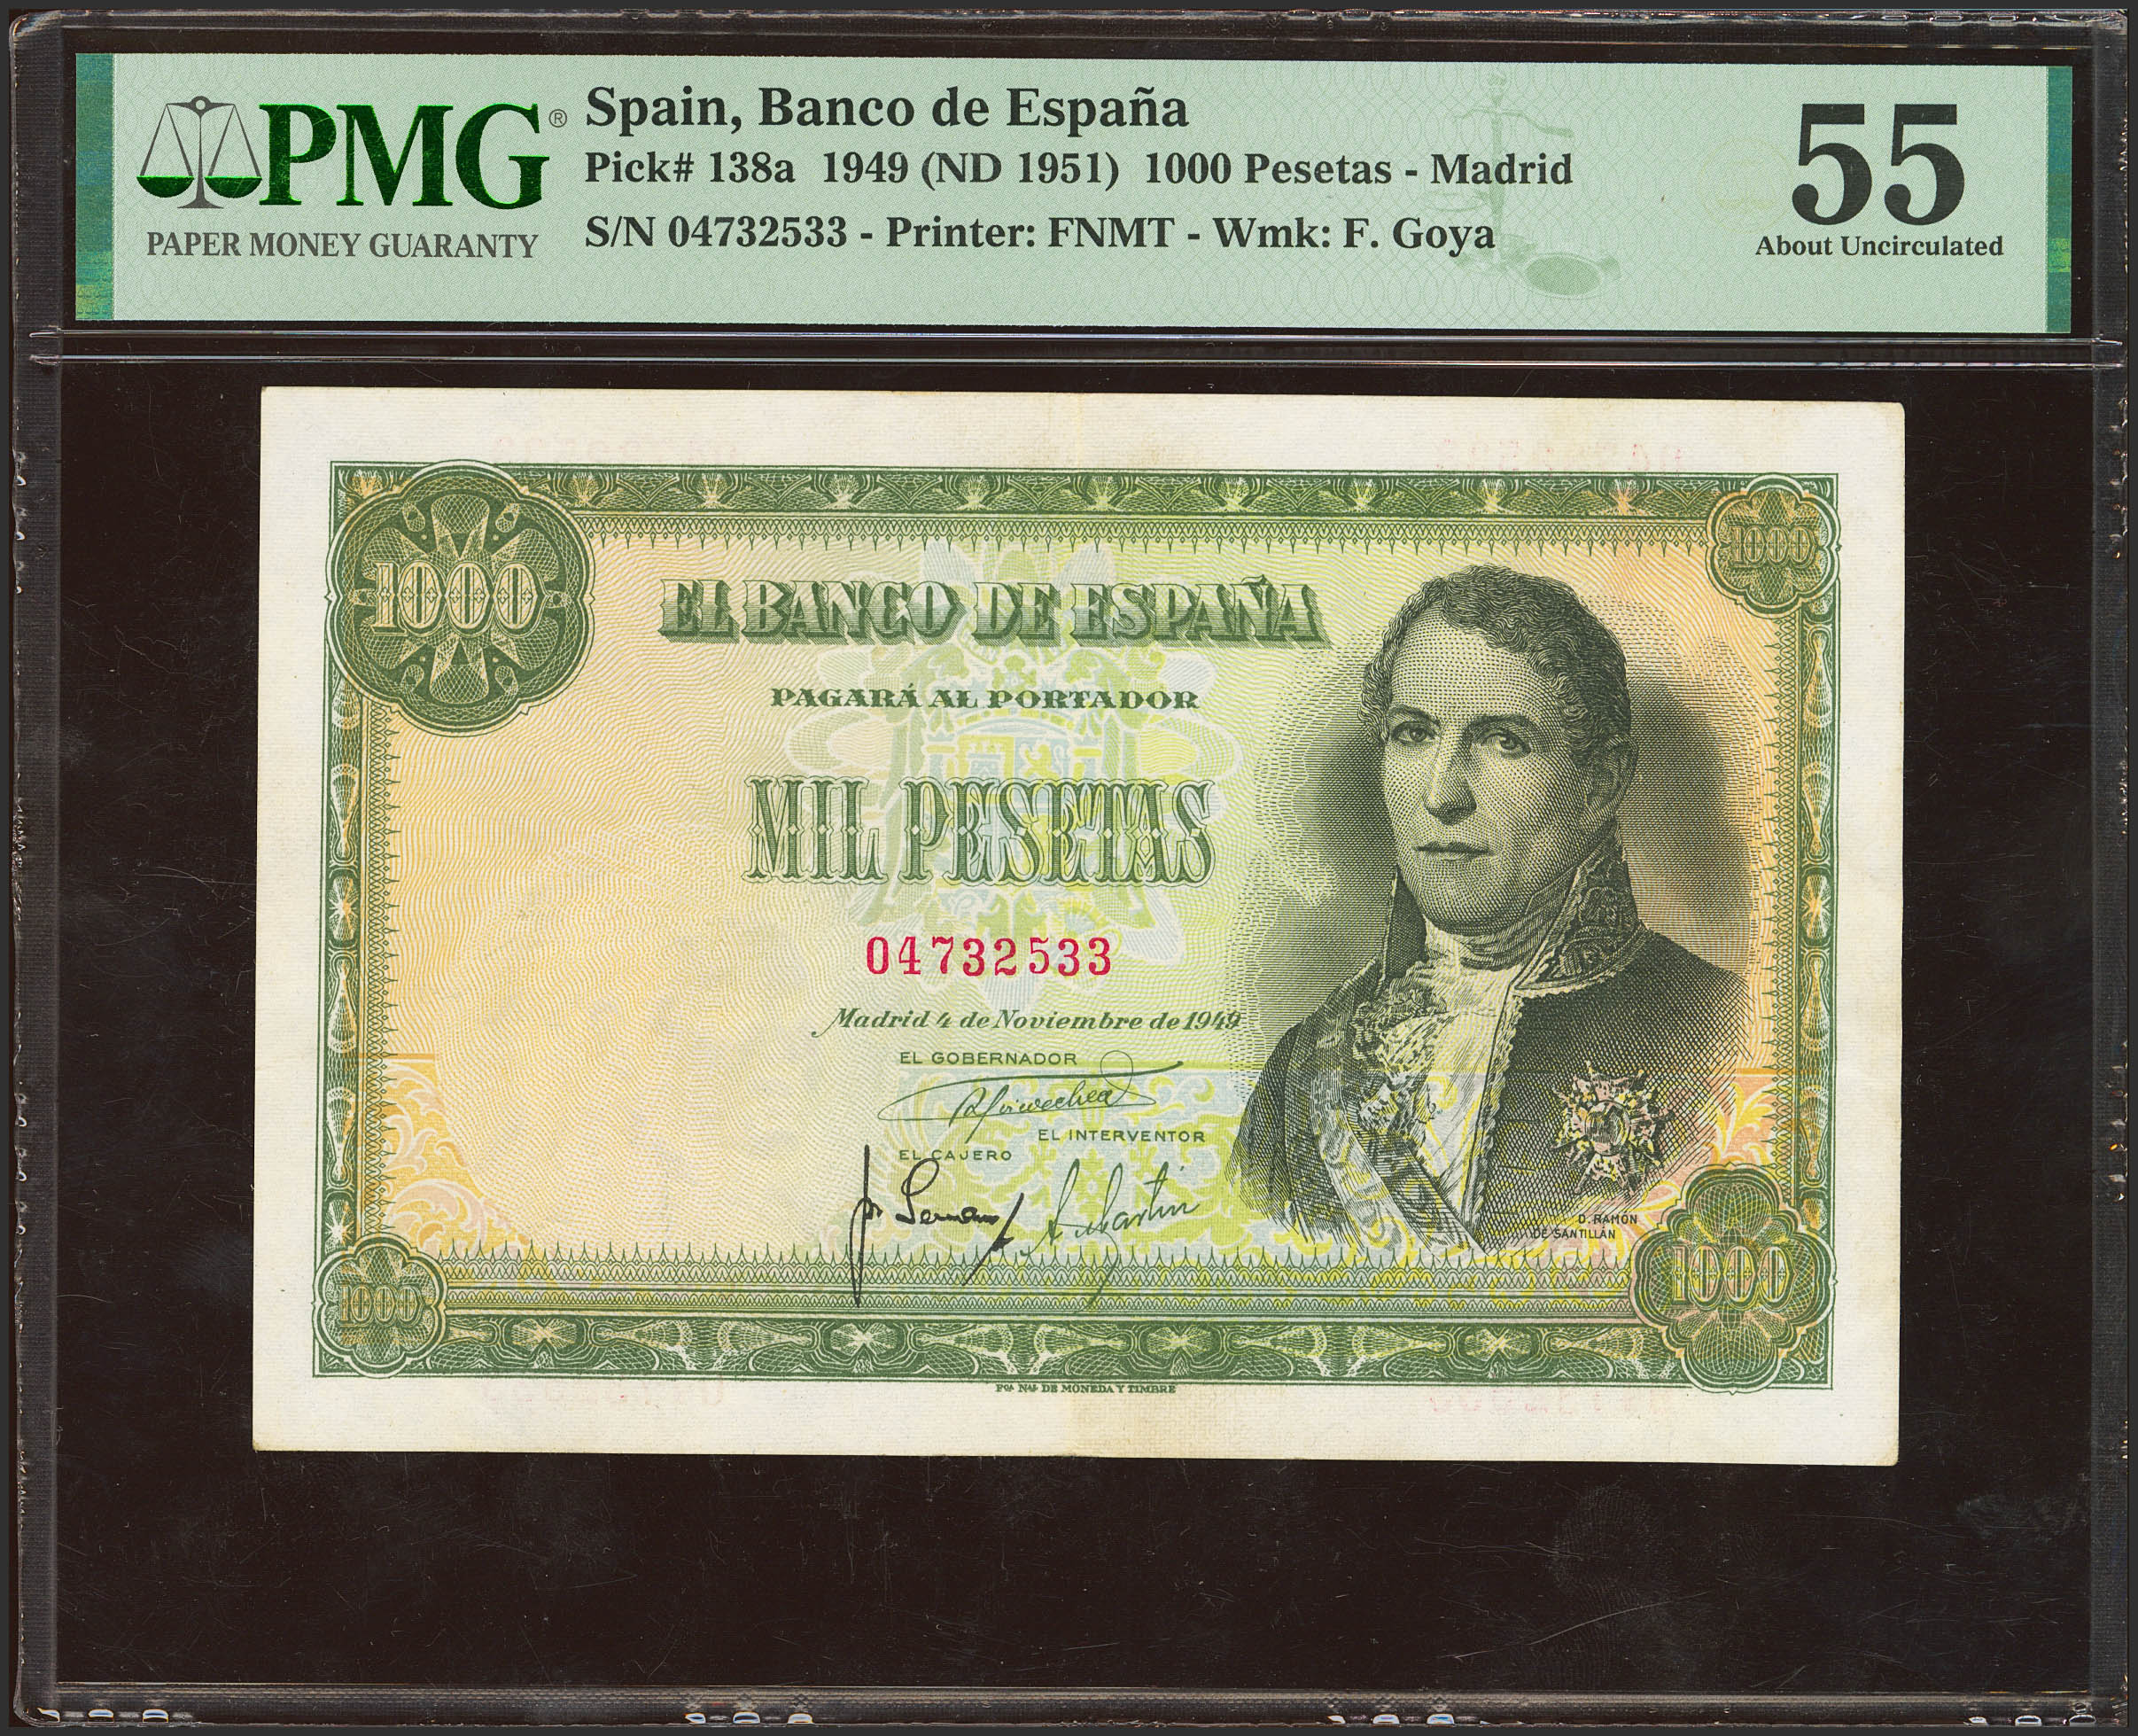 PMG®
PAPER MONEY GUARANTY
Spain, Banco de España
Pick# 138a 1949 (ND 1951) 1000 Pesetas - Madrid
S/N 04732533 - Printer: FNMT - Wmk: F. Goya
55
About Uncirculated
1000
1000
EL BANCO DE ESPAÑA
PAGARÁ AL PORTADOR
MIL PESETAS
04732533
Madrid 4 de Noviembre de 1949
EL GOBERNADOR
EL INTERVENTOR
EL CAJERO
D. RAMÓN
DE SANTILLÁN
1000
1000
FCA. NAL. DE MONEDA Y TIMBRE